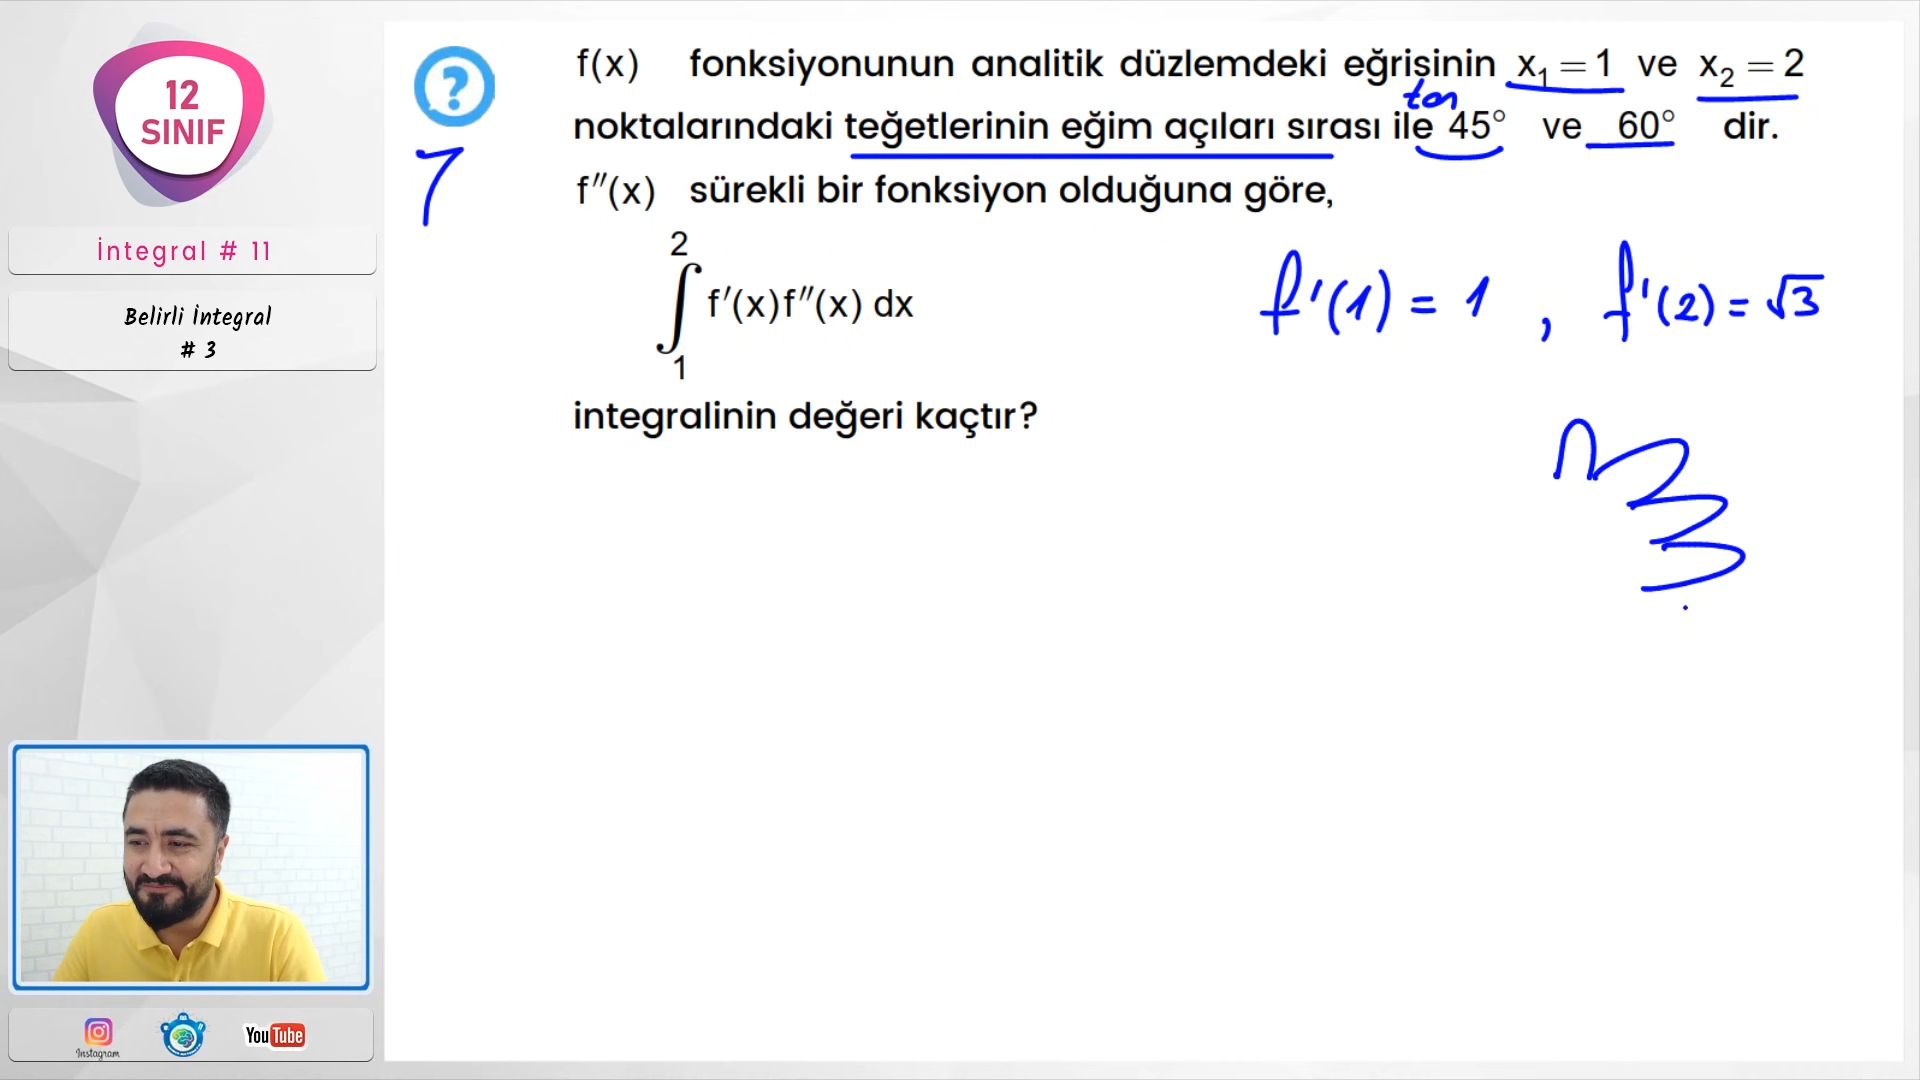 12
SINIF
İntegral # 11
Belirli İntegral
# 3
7
f(x) fonksiyonunun analitik düzlemdeki eğrisinin x₁ = 1 ve x₂ = 2
tan
noktalarındaki teğetlerinin eğim açıları sırası ile 45° ve 60° dir.
f″(x) sürekli bir fonksiyon olduğuna göre,
2
∫ f′(x)f″(x) dx
1
integralinin değeri kaçtır?
f'(1) = 1 , f'(2) = √3
Instagram
YouTube